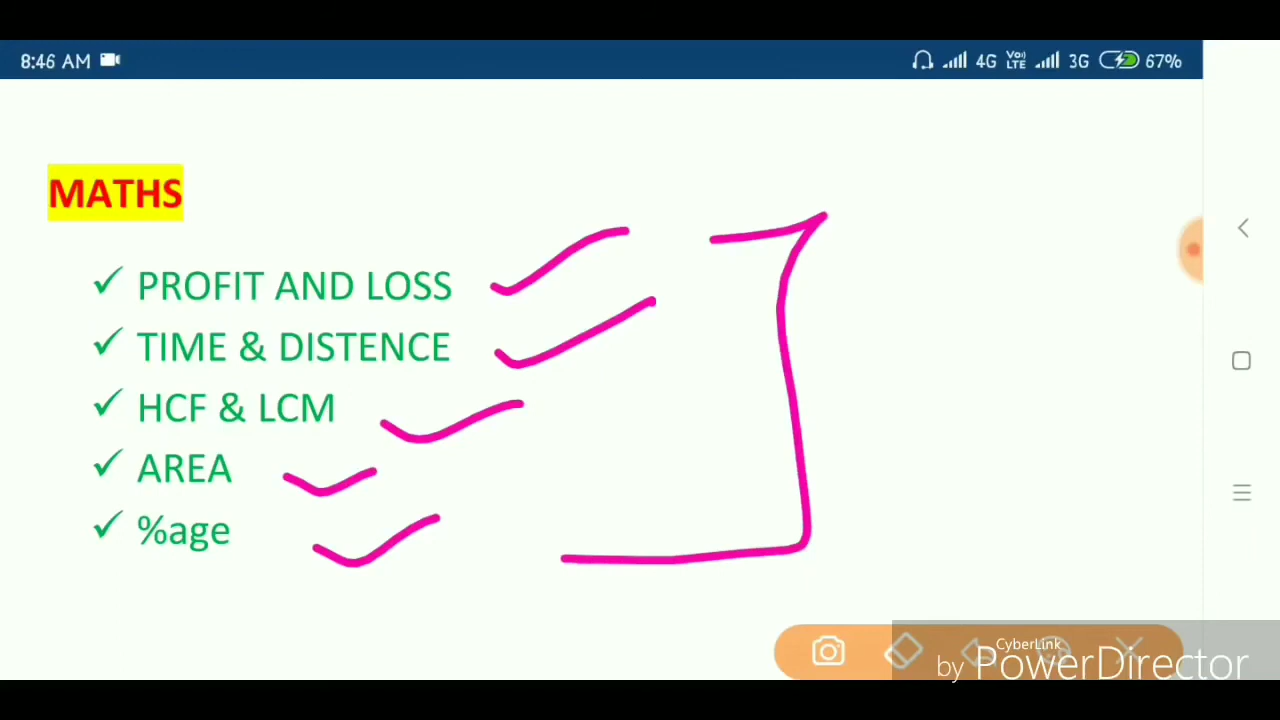 8:46 AM 4G VoLTE 3G 67%
MATHS
✓ PROFIT AND LOSS
✓ TIME & DISTENCE
✓ HCF & LCM
✓ AREA
✓ %age
CyberLink
by PowerDirector